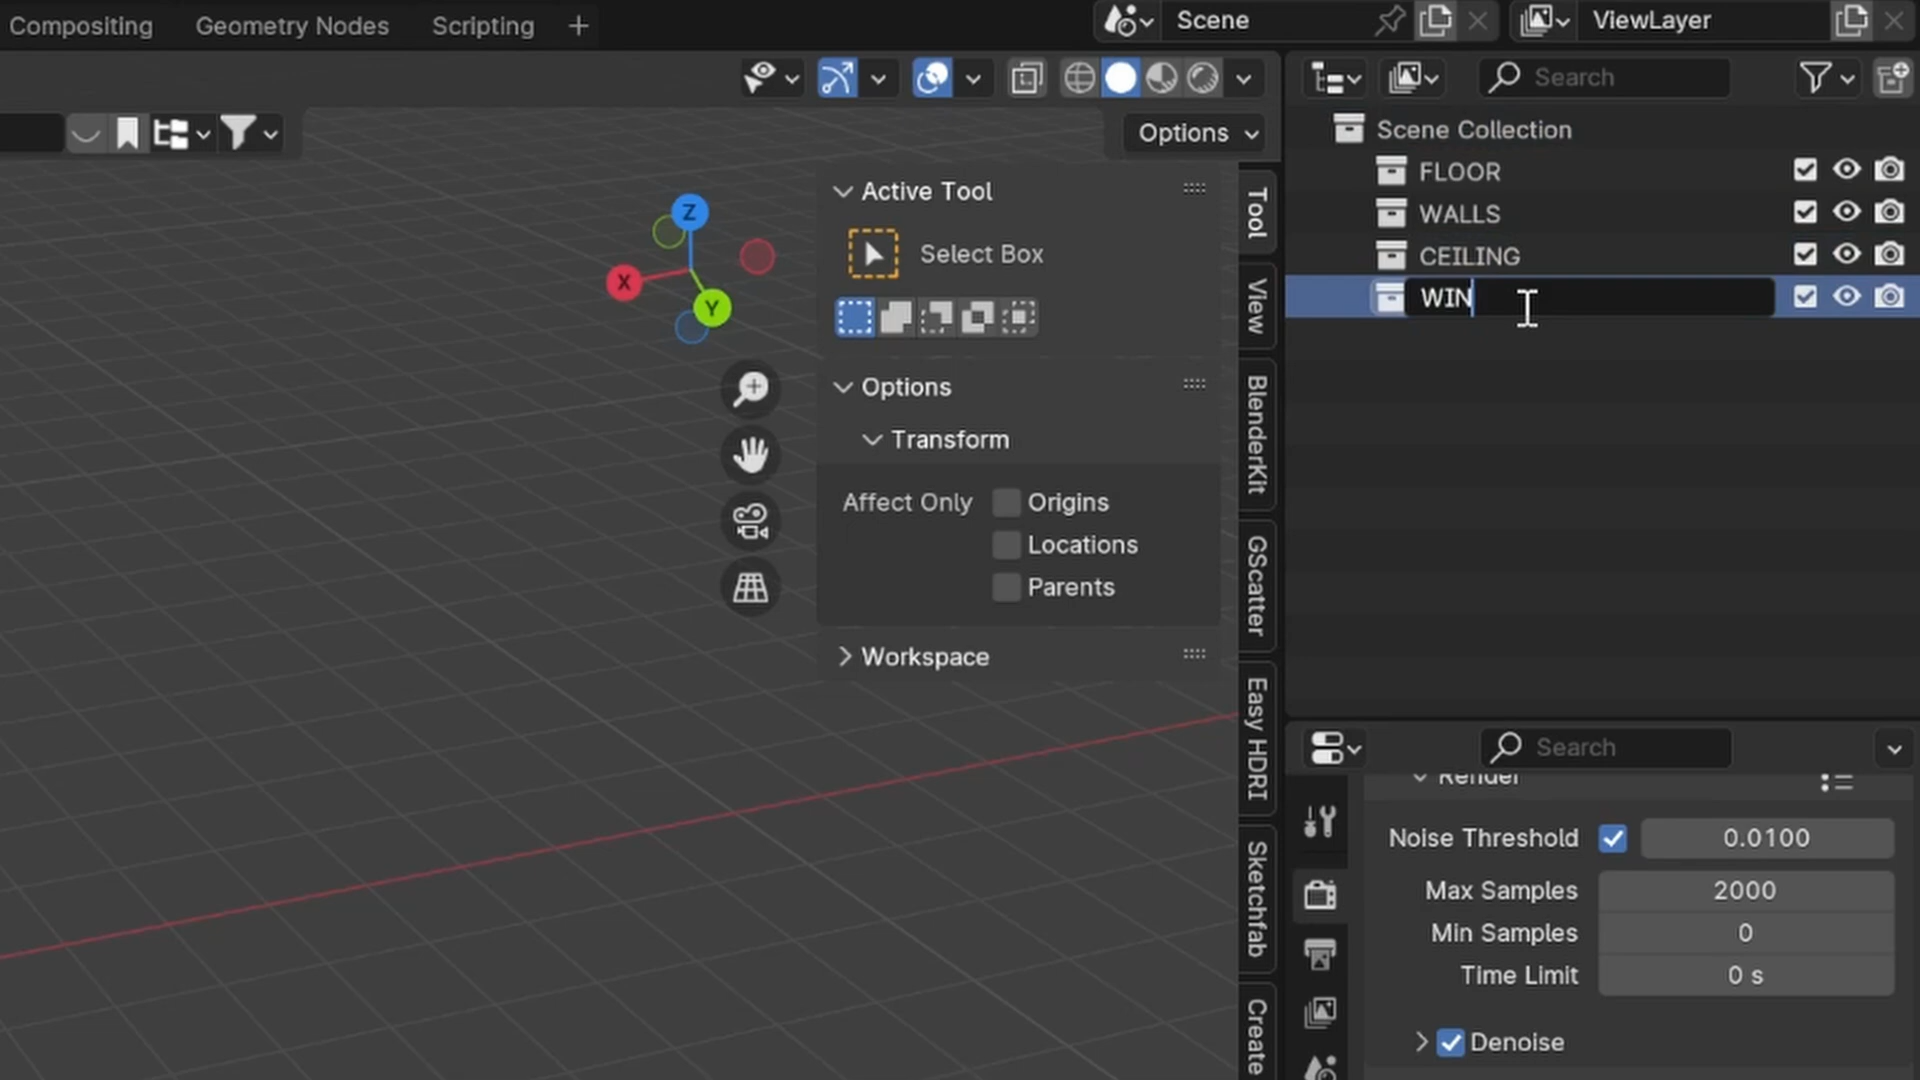 Compositing Geometry Nodes Scripting +
Scene
ViewLayer
Search
Options
Scene Collection
FLOOR
WALLS
CEILING
WIN
Active Tool
Select Box
Options
Transform
Affect Only Origins
Locations
Parents
Workspace
Z
X
Y
Tool
View
BlenderKit
GScatter
Easy HDRI
Sketchfab
Create
Search
Render
Noise Threshold 0.0100
Max Samples 2000
Min Samples 0
Time Limit 0 s
Denoise